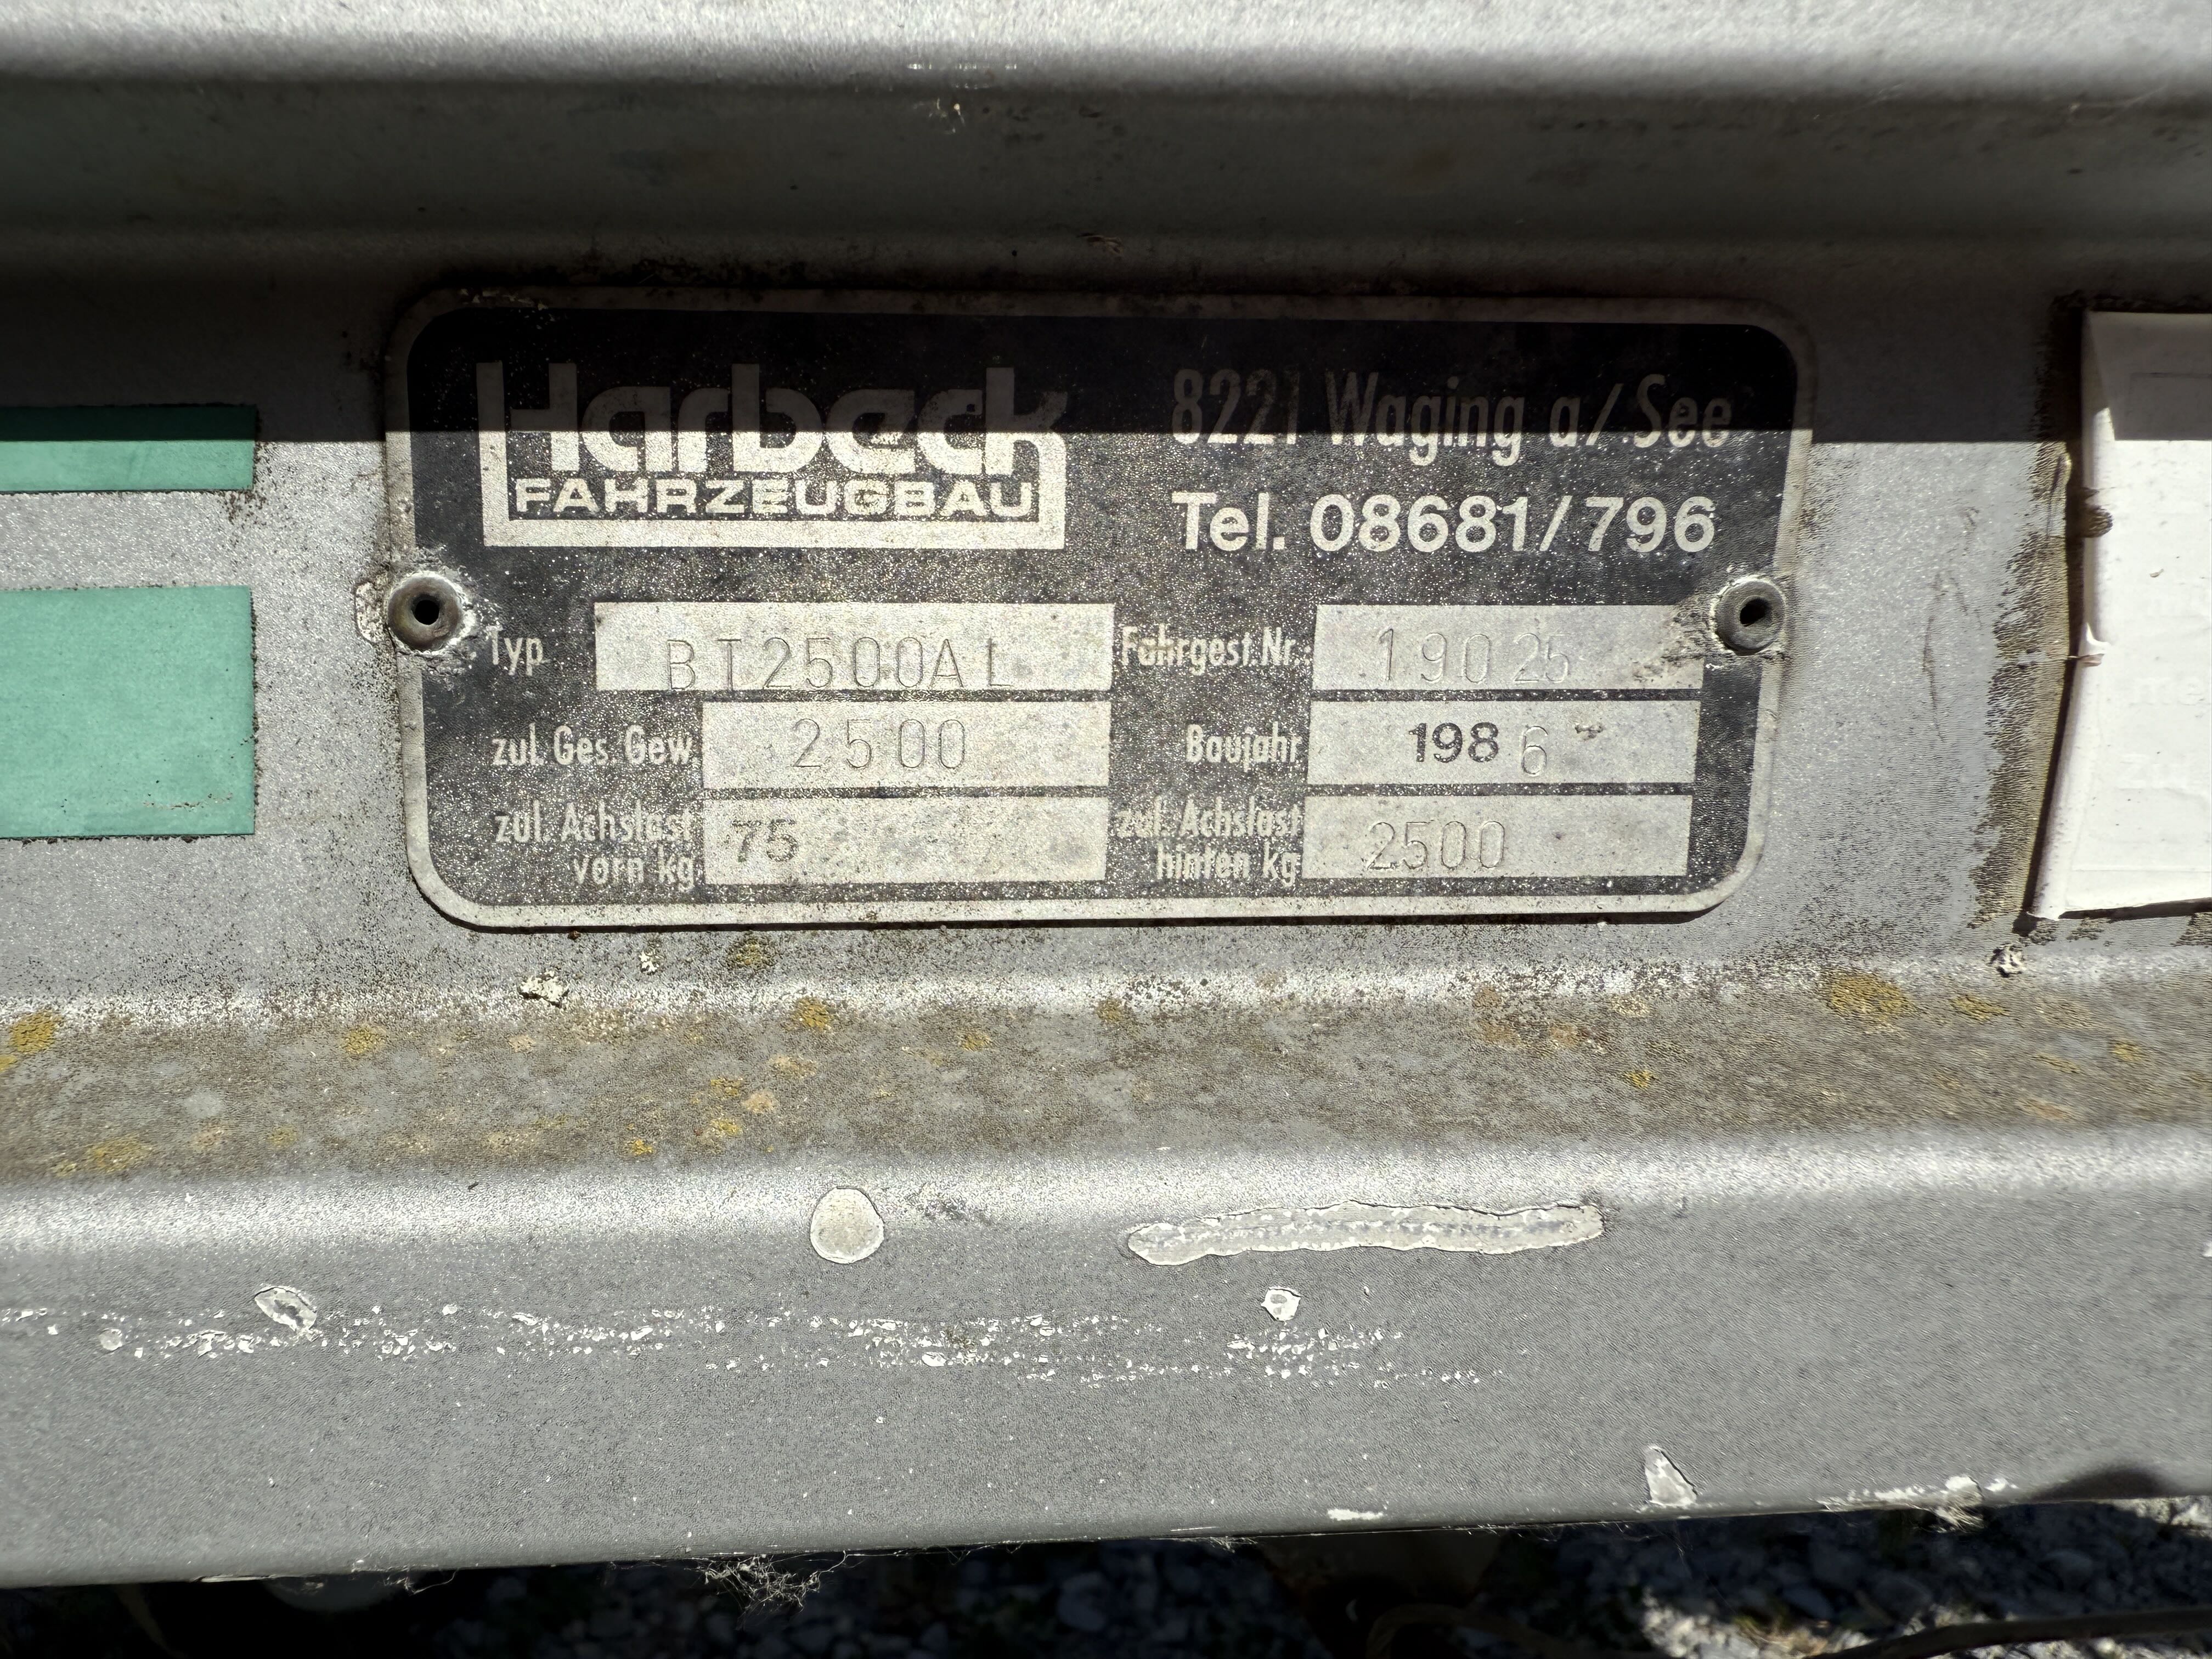 Harbeck
FAHRZEUGBAU
8221 Waging a/See
Tel. 08681/796
Typ BT2500AL Fahrgest.Nr. 19025
zul. Ges. Gew. 2500 Baujahr 1986
zul. Achslast vorn kg 75 zul. Achslast hinten kg 2500